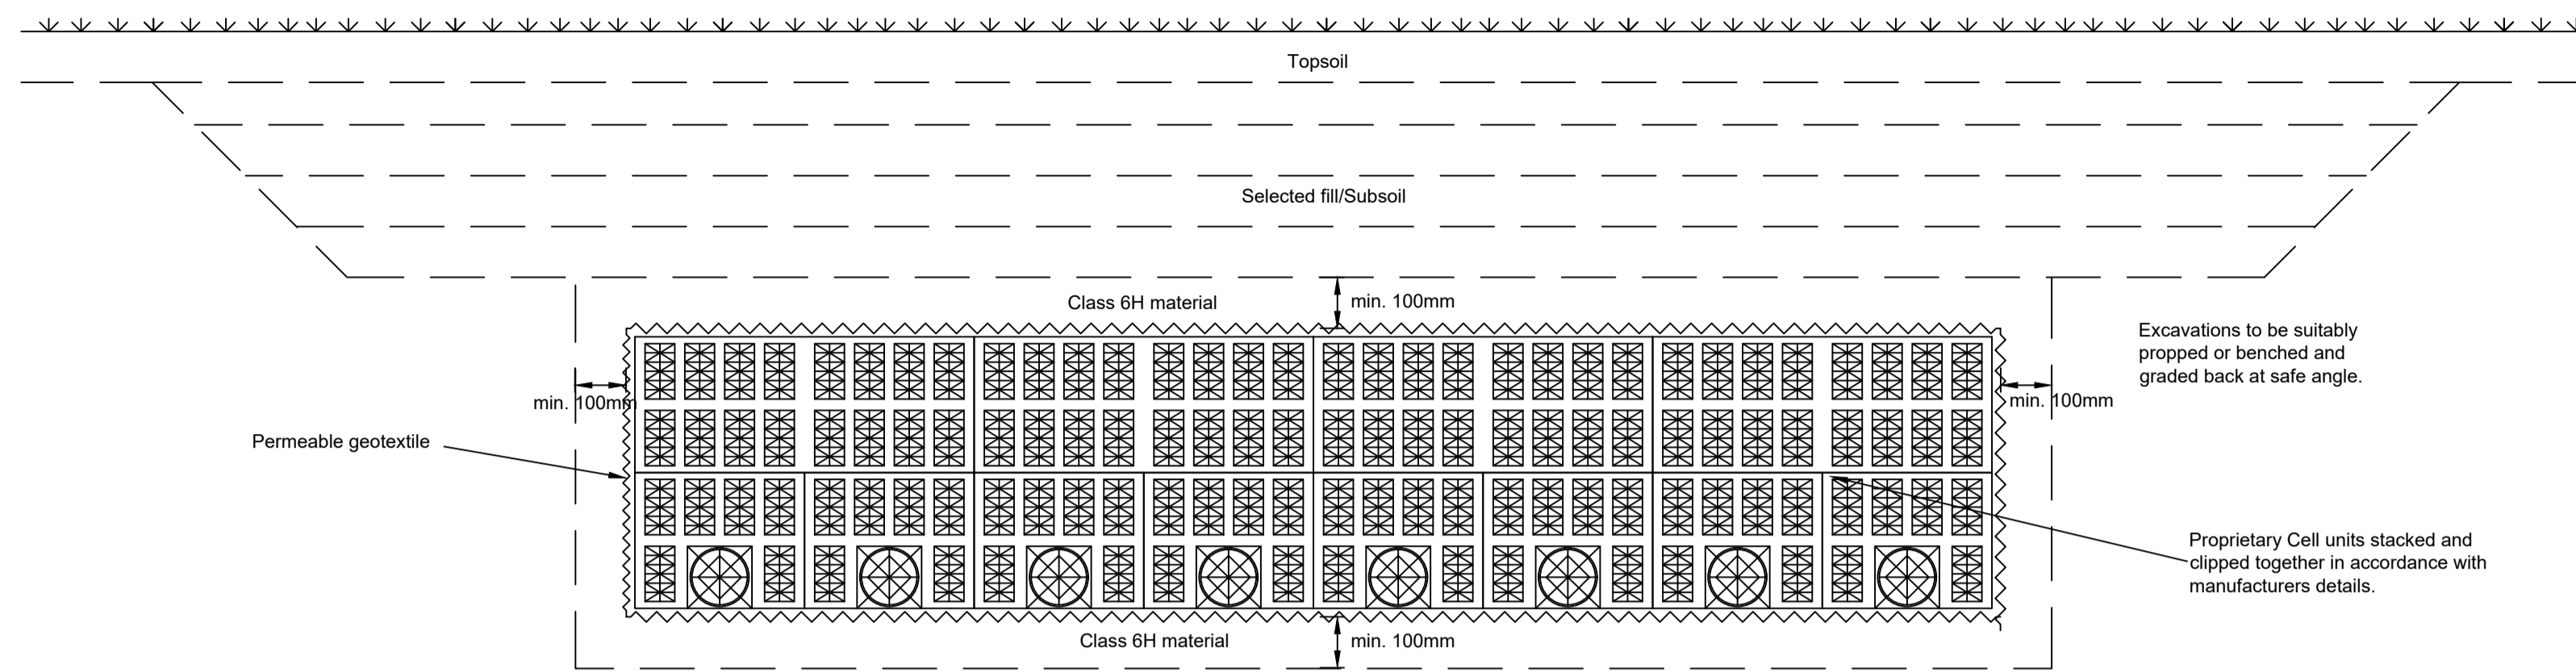 Topsoil
Selected fill/Subsoil
Class 6H material
min. 100mm
Excavations to be suitably
propped or benched and
graded back at safe angle.
min. 100mm
min. 100mm
Permeable geotextile
Proprietary Cell units stacked and
clipped together in accordance with
manufacturers details.
Class 6H material
min. 100mm